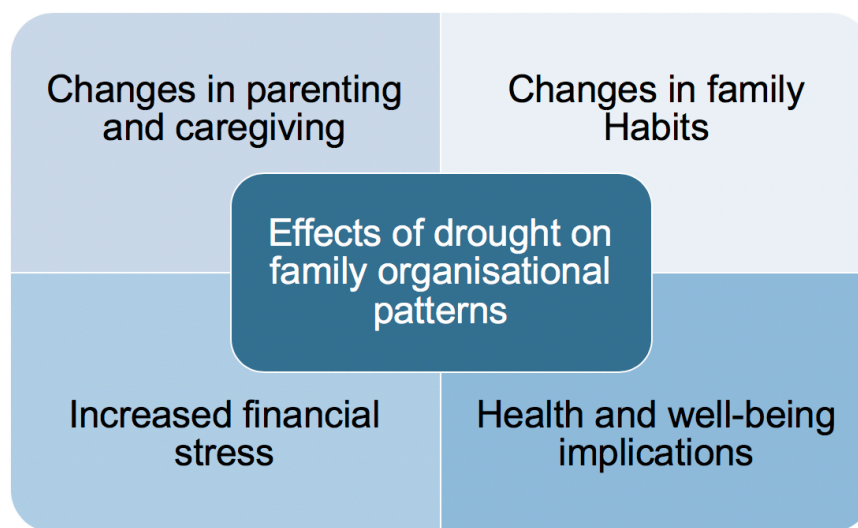 Changes in parenting
and caregiving
Changes in family
Habits
Effects of drought on
family organisational
patterns
Increased financial
stress
Health and well-being
implications